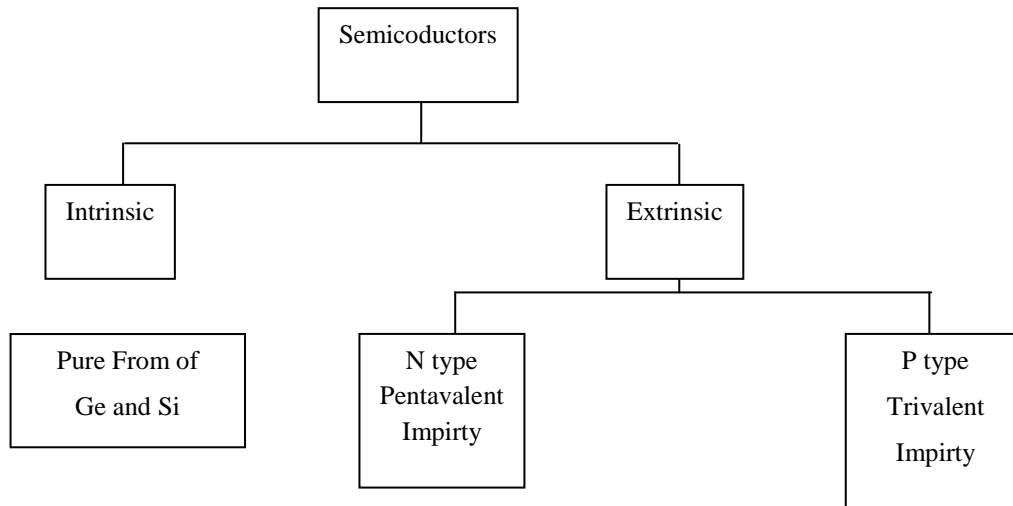 Semicoductors
Intrinsic
Extrinsic
Pure From of
Ge and Si
N type
Pentavalent
Impirty
P type
Trivalent
Impirty